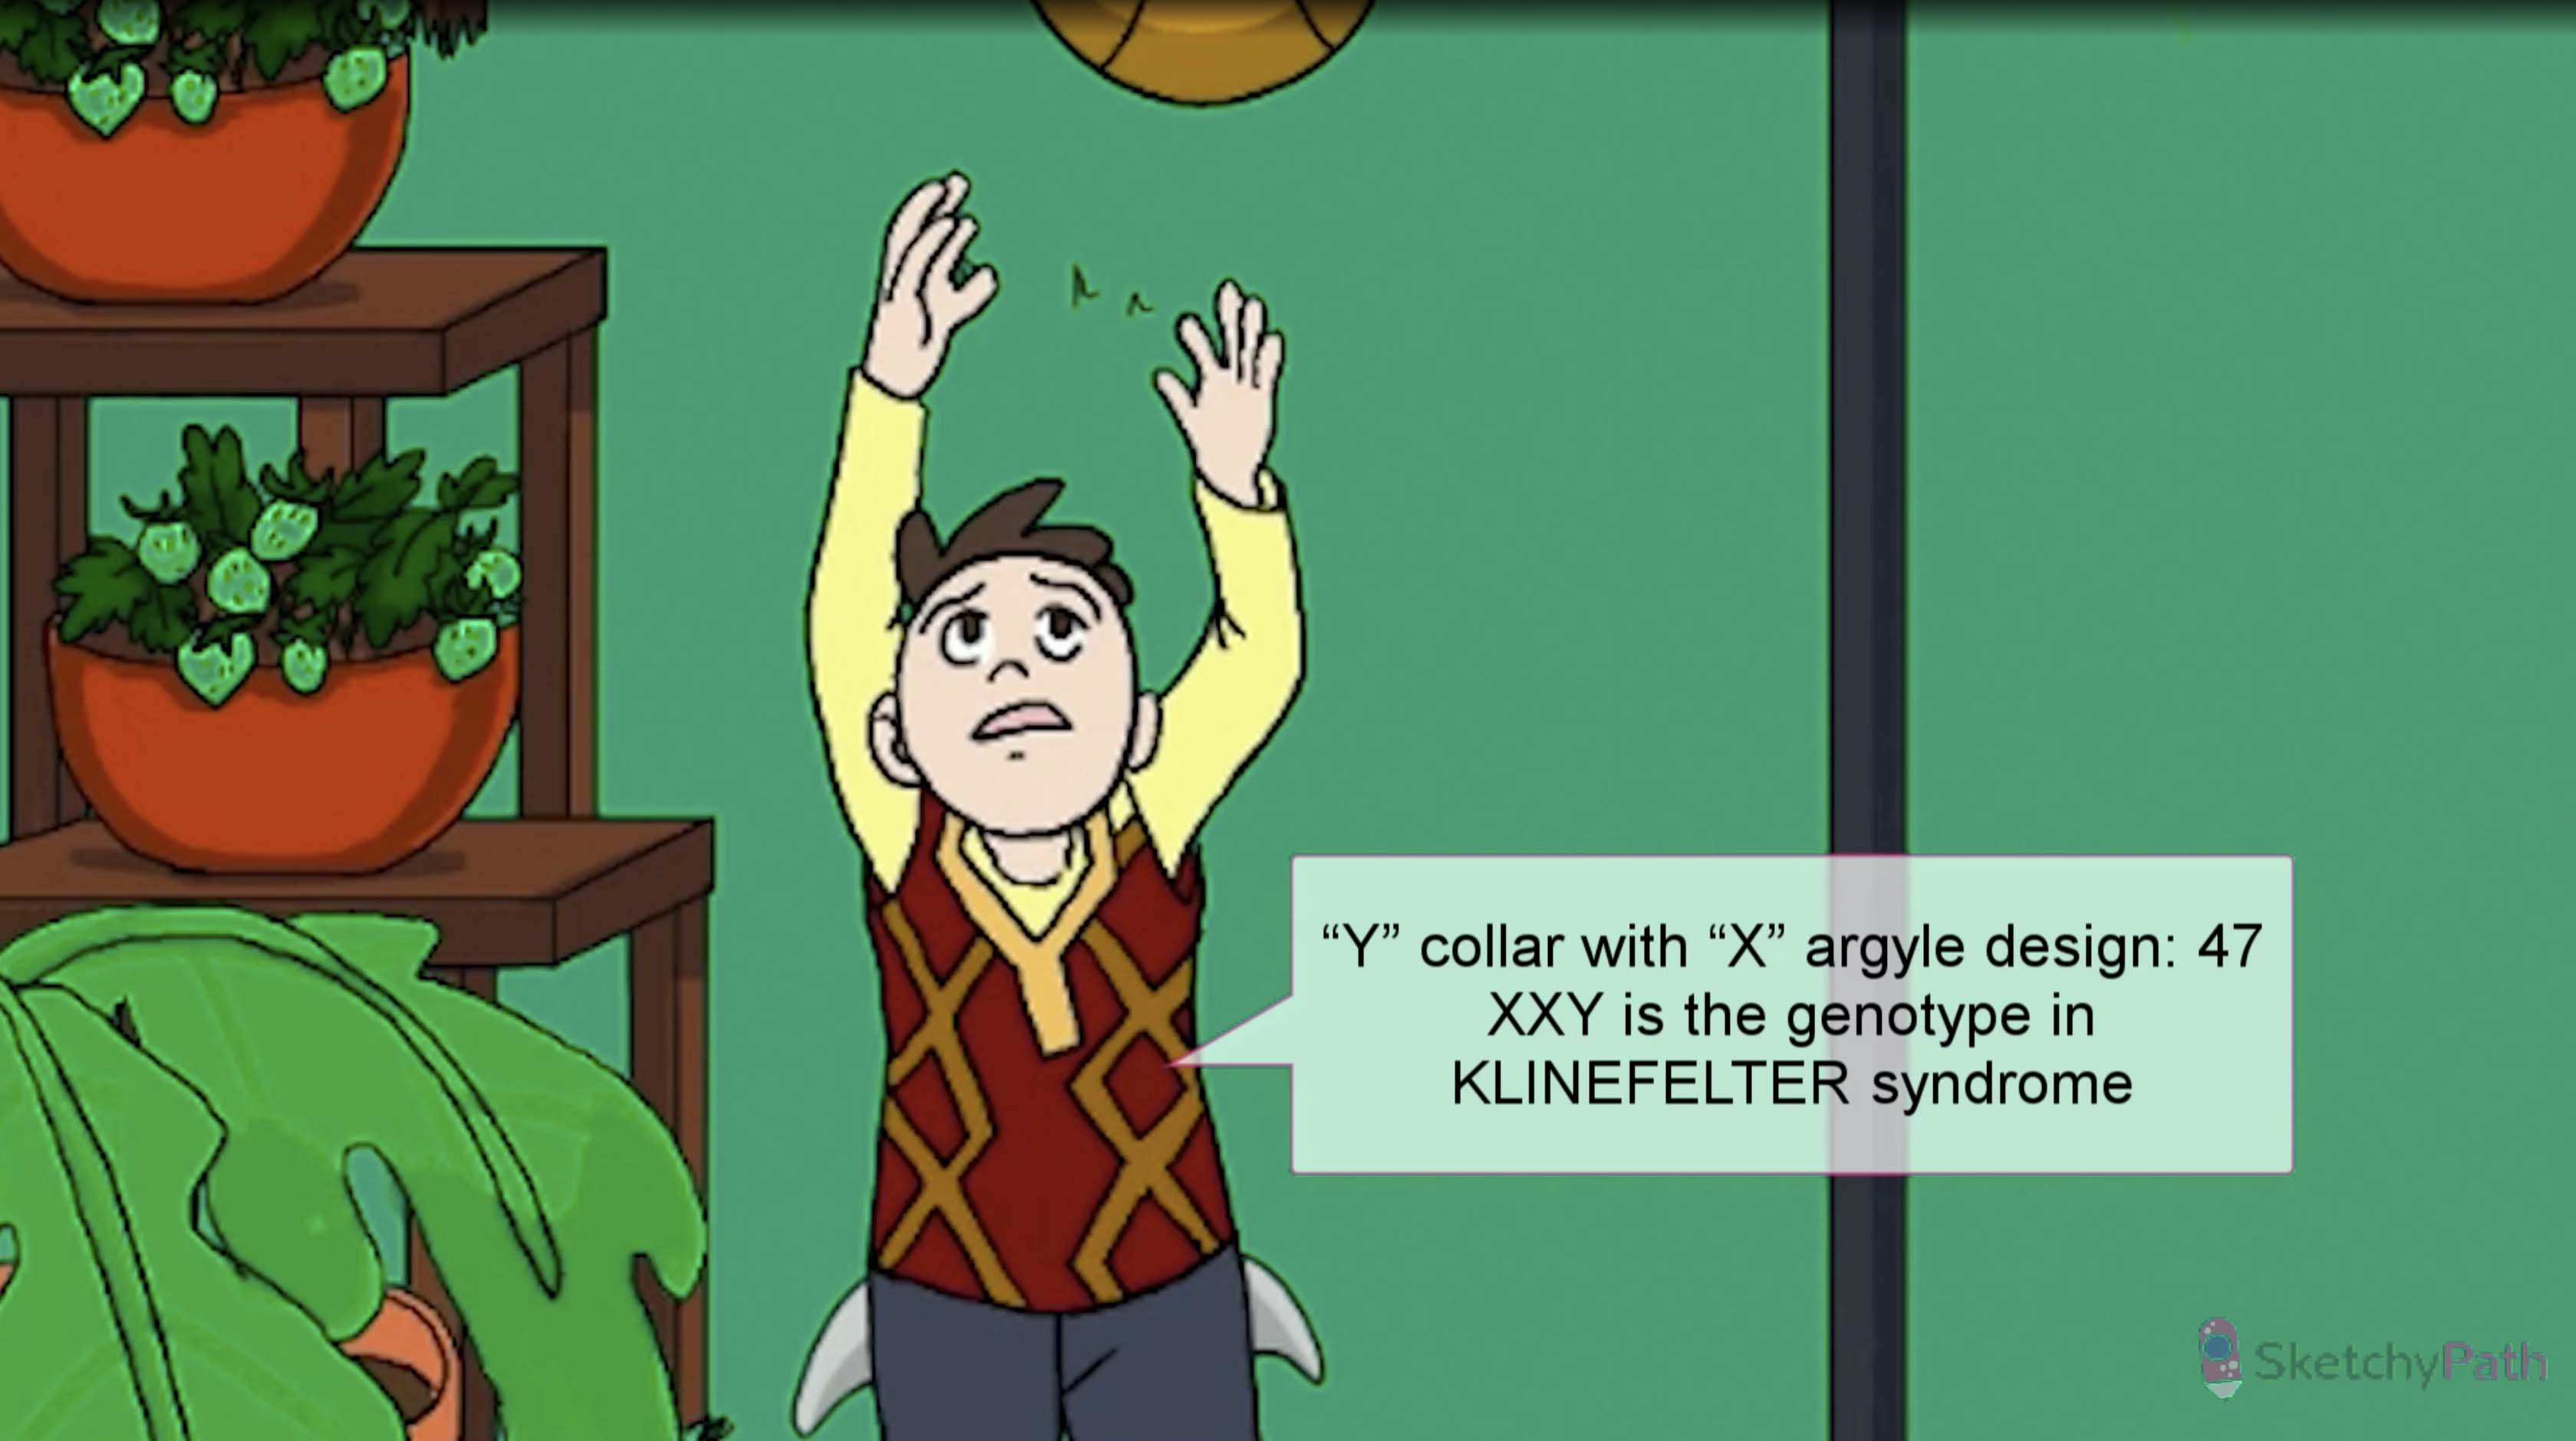 “Y” collar with “X” argyle design: 47
XXY is the genotype in
KLINEFELTER syndrome
SketchyPath